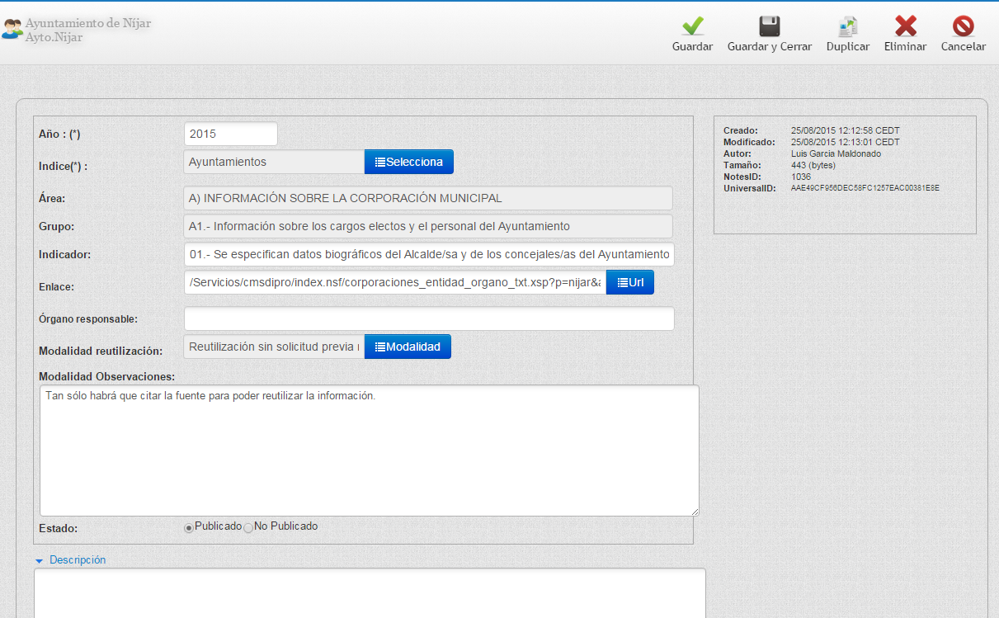 Ayuntamiento de Níjar
Ayto.Nijar
Guardar
Guardar y Cerrar
Duplicar
Eliminar
Cancelar
Año : (*)
2015
Indice(*) :
Ayuntamientos
Selecciona
Área:
A) INFORMACIÓN SOBRE LA CORPORACIÓN MUNICIPAL
Grupo:
A1.- Información sobre los cargos electos y el personal del Ayuntamiento
Indicador:
01.- Se especifican datos biográficos del Alcalde/sa y de los concejales/as del Ayuntamiento
Enlace:
/Servicios/cmsdipro/index.nsf/corporaciones_entidad_organo_txt.xsp?p=nijar&
Url
Órgano responsable:
Modalidad reutilización:
Reutilización sin solicitud previa
Modalidad
Modalidad Observaciones:
Tan sólo habrá que citar la fuente para poder reutilizar la información.
Estado:
Publicado
No Publicado
Descripción
Creado: 25/08/2015 12:12:58 CEDT
Modificado: 25/08/2015 12:13:01 CEDT
Autor: Luis Garcia Maldonado
Tamaño: 443 (bytes)
NotesID: 1036
UniversalID: AAE49CF956DEC58FC1257EAC00381E8E